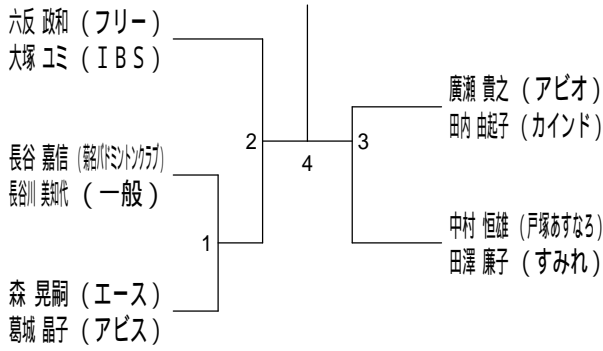 六反 政和 (フリー)
大塚 ユミ (IBS)
長谷 嘉信 (菊名バドミントンクラブ)
長谷川 美知代 (一般)
森 晃嗣 (エース)
葛城 晶子 (アビス)
2
1
4
3
廣瀬 貴之 (アビオ)
田内 由起子 (カインド)
中村 恒雄 (戸塚あすなろ)
田澤 廉子 (すみれ)